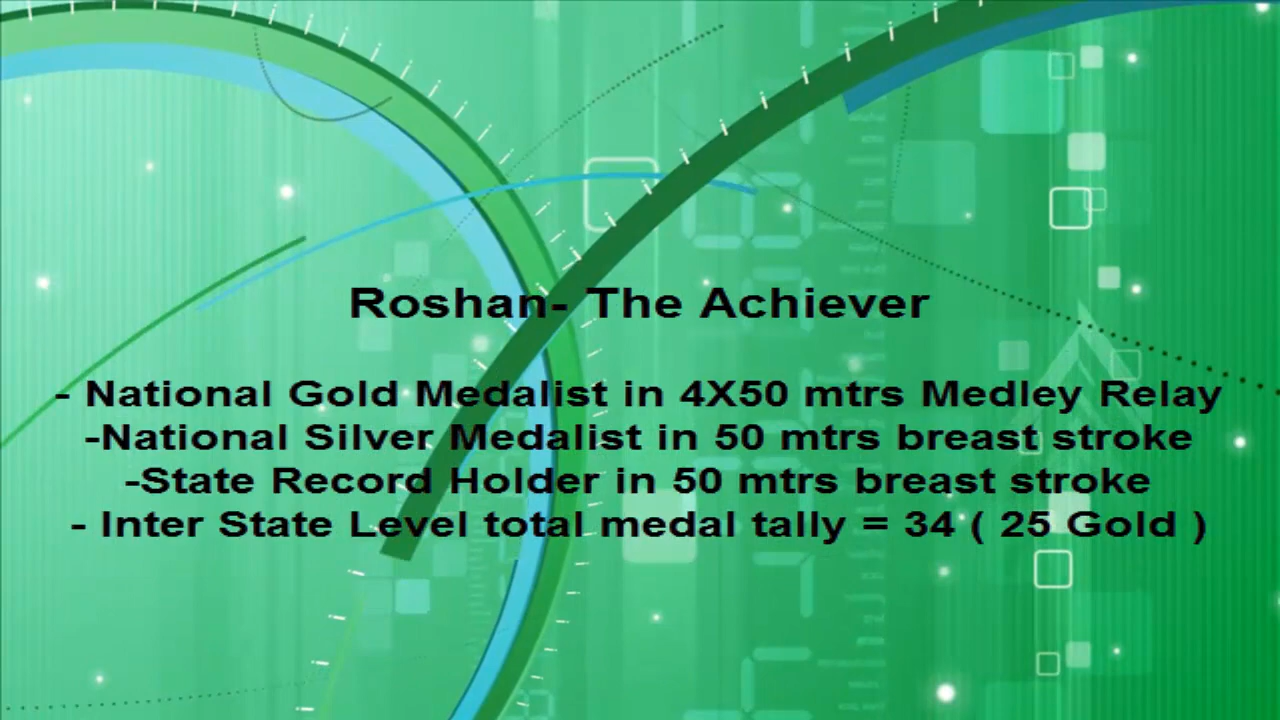 Roshan- The Achiever
- National Gold Medalist in 4X50 mtrs Medley Relay
-National Silver Medalist in 50 mtrs breast stroke
-State Record Holder in 50 mtrs breast stroke
- Inter State Level total medal tally = 34 ( 25 Gold )